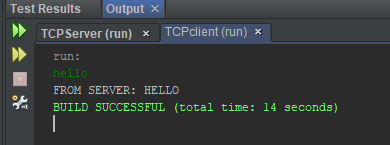 Test Results Output ×
TCPServer (run) × TCPclient (run) ×
run:
hello
FROM SERVER: HELLO
BUILD SUCCESSFUL (total time: 14 seconds)